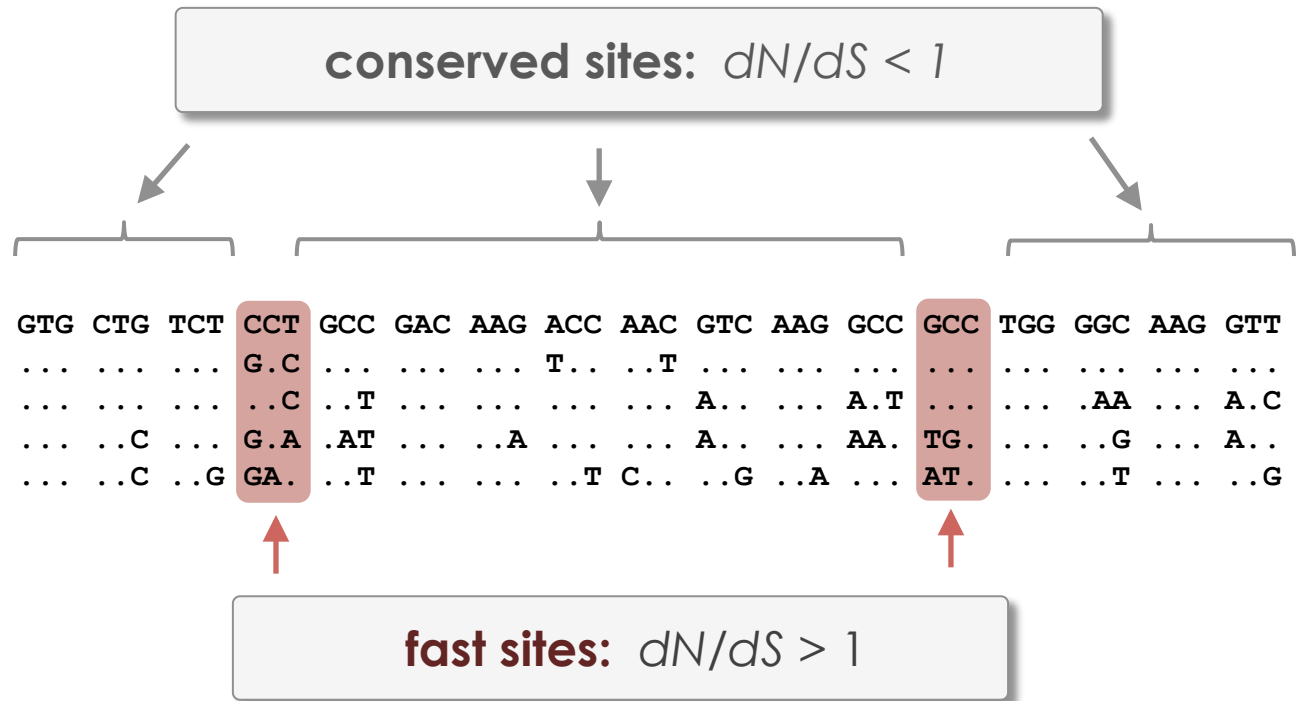 conserved sites: dN/dS < 1
GTG CTG TCT CCT GCC GAC AAG ACC AAC GTC AAG GCC GCC TGG GGC AAG GTT
... ... ... G.C ... ... ... T.. ..T ... ... ... ... ... ... ... ...
... ... ... ..C ..T ... ... ... ... A.. ... A.T ... ... .AA ... A.C
... ..C ... G.A .AT ... ..A ... ... A.. ... AA. TG. ... ..G ... A..
... ..C ..G GA. ..T ... ... ..T C.. ..G ..A ... AT. ... ..T ... ..G
fast sites: dN/dS > 1